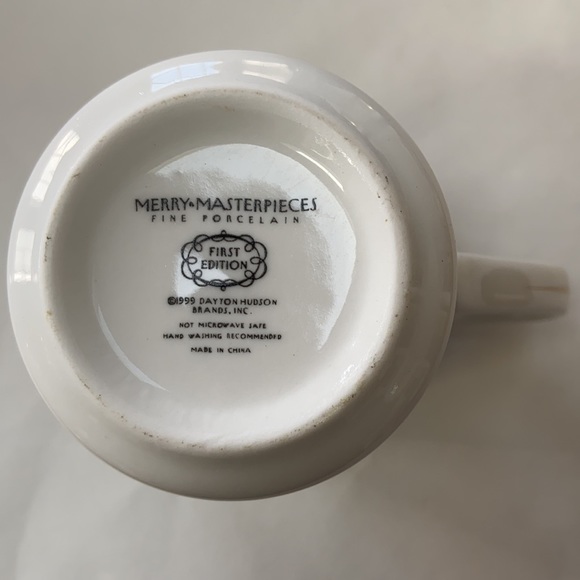 MERRY & MASTERPIECES
FINE PORCELAIN
FIRST
EDITION
©1999 DAYTON HUDSON
BRANDS, INC.
NOT MICROWAVE SAFE
HAND WASHING RECOMMENDED
MADE IN CHINA